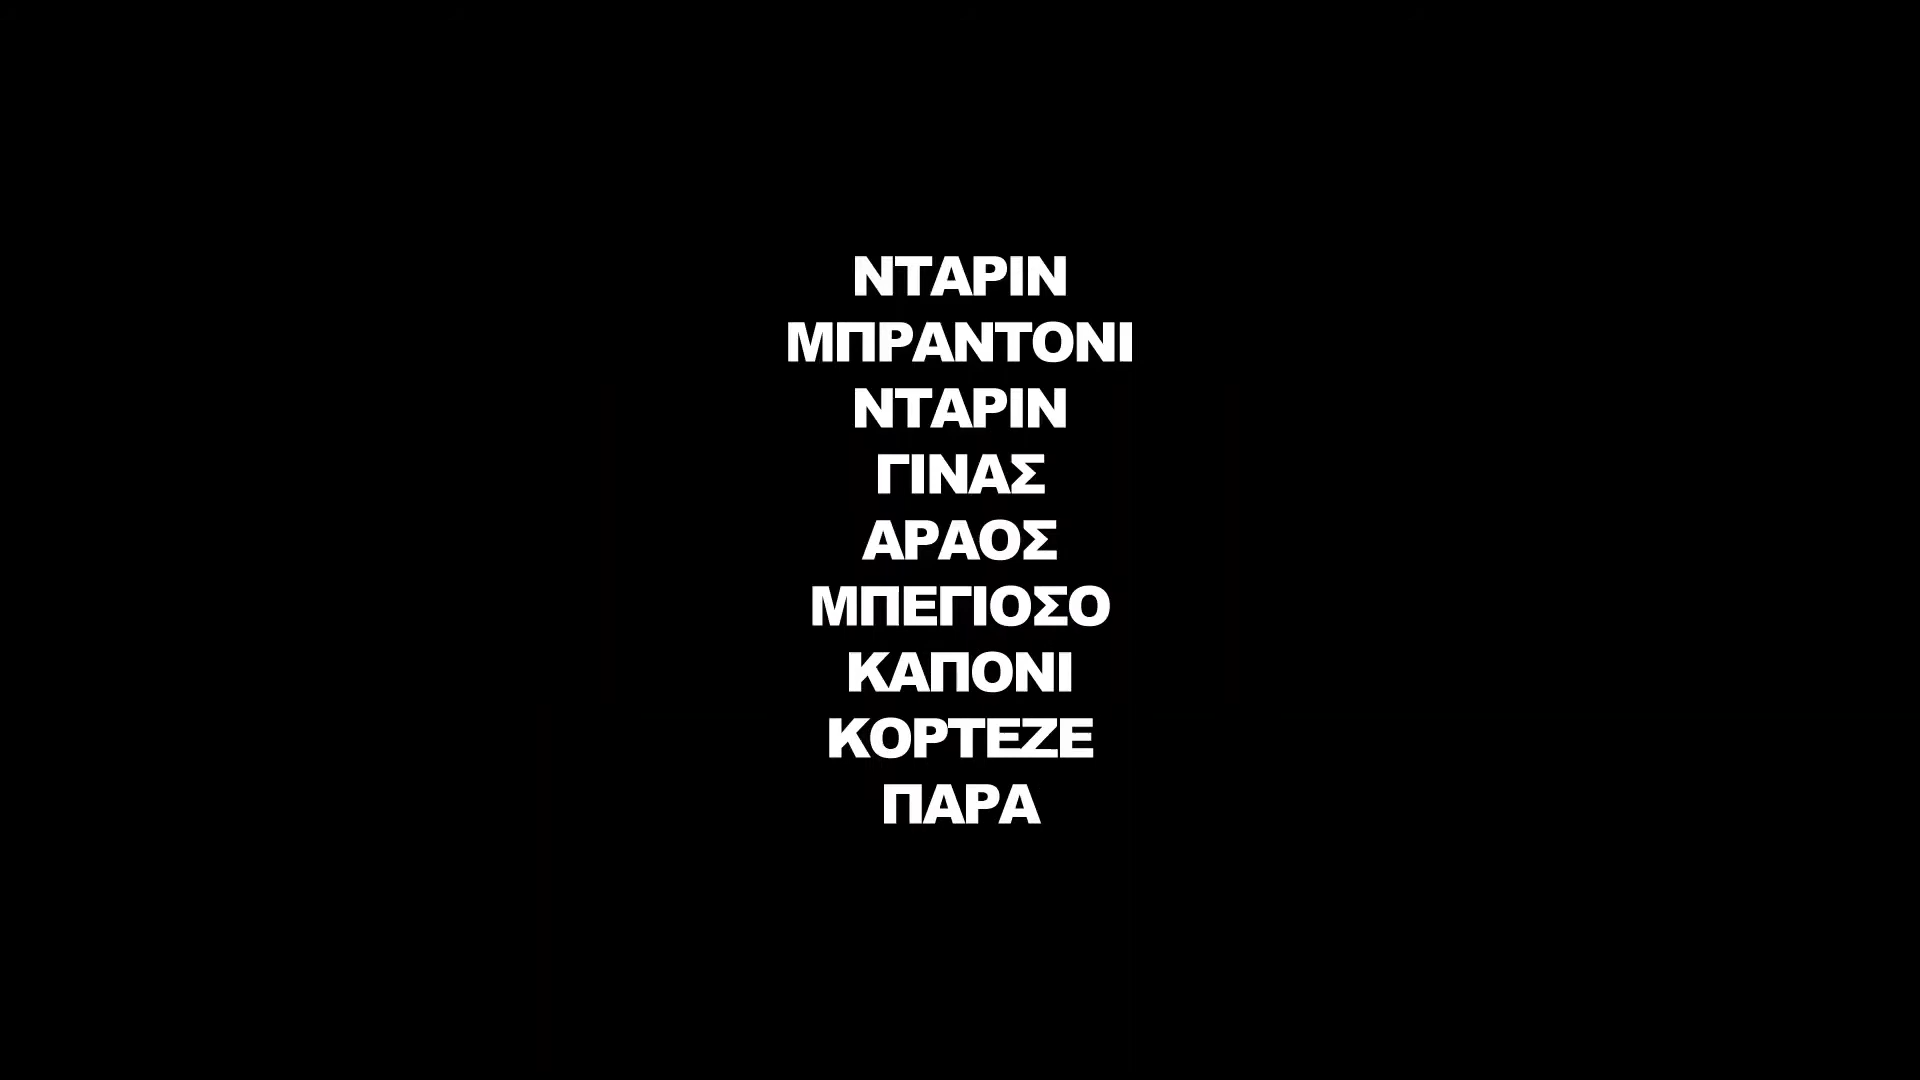 ΝΤΑΡΙΝ
ΜΠΡΑΝΤΟΝΙ
ΝΤΑΡΙΝ
ΓΙΝΑΣ
ΑΡΑΟΣ
ΜΠΕΓΙΟΣΟ
ΚΑΠΟΝΙ
ΚΟΡΤΕΖΕ
ΠΑΡΑ